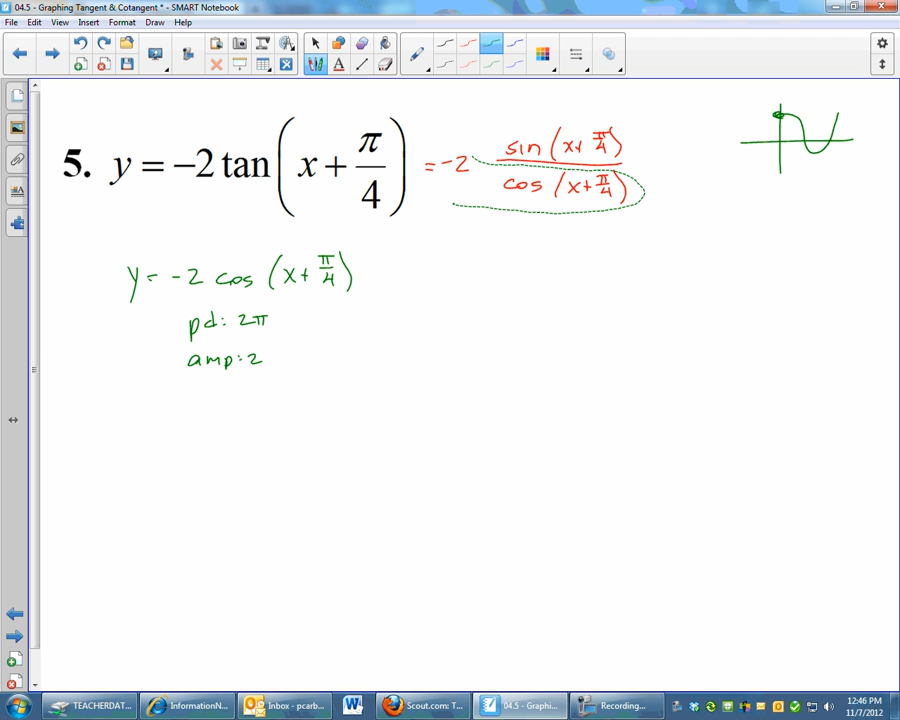 04.5 - Graphing Tangent & Cotangent * - SMART Notebook
File Edit View Insert Format Draw Help
5. y = −2 tan(x + π/4) = -2 sin(x+π/4)/cos(x+π/4)
y = -2 cos(x+π/4)
pd: 2π
amp: 2
TEACHERDAT... InformationN... Inbox - pcarb... Scout.com: T... 04.5 - Graphi... Recording...
12:46 PM
11/7/2012